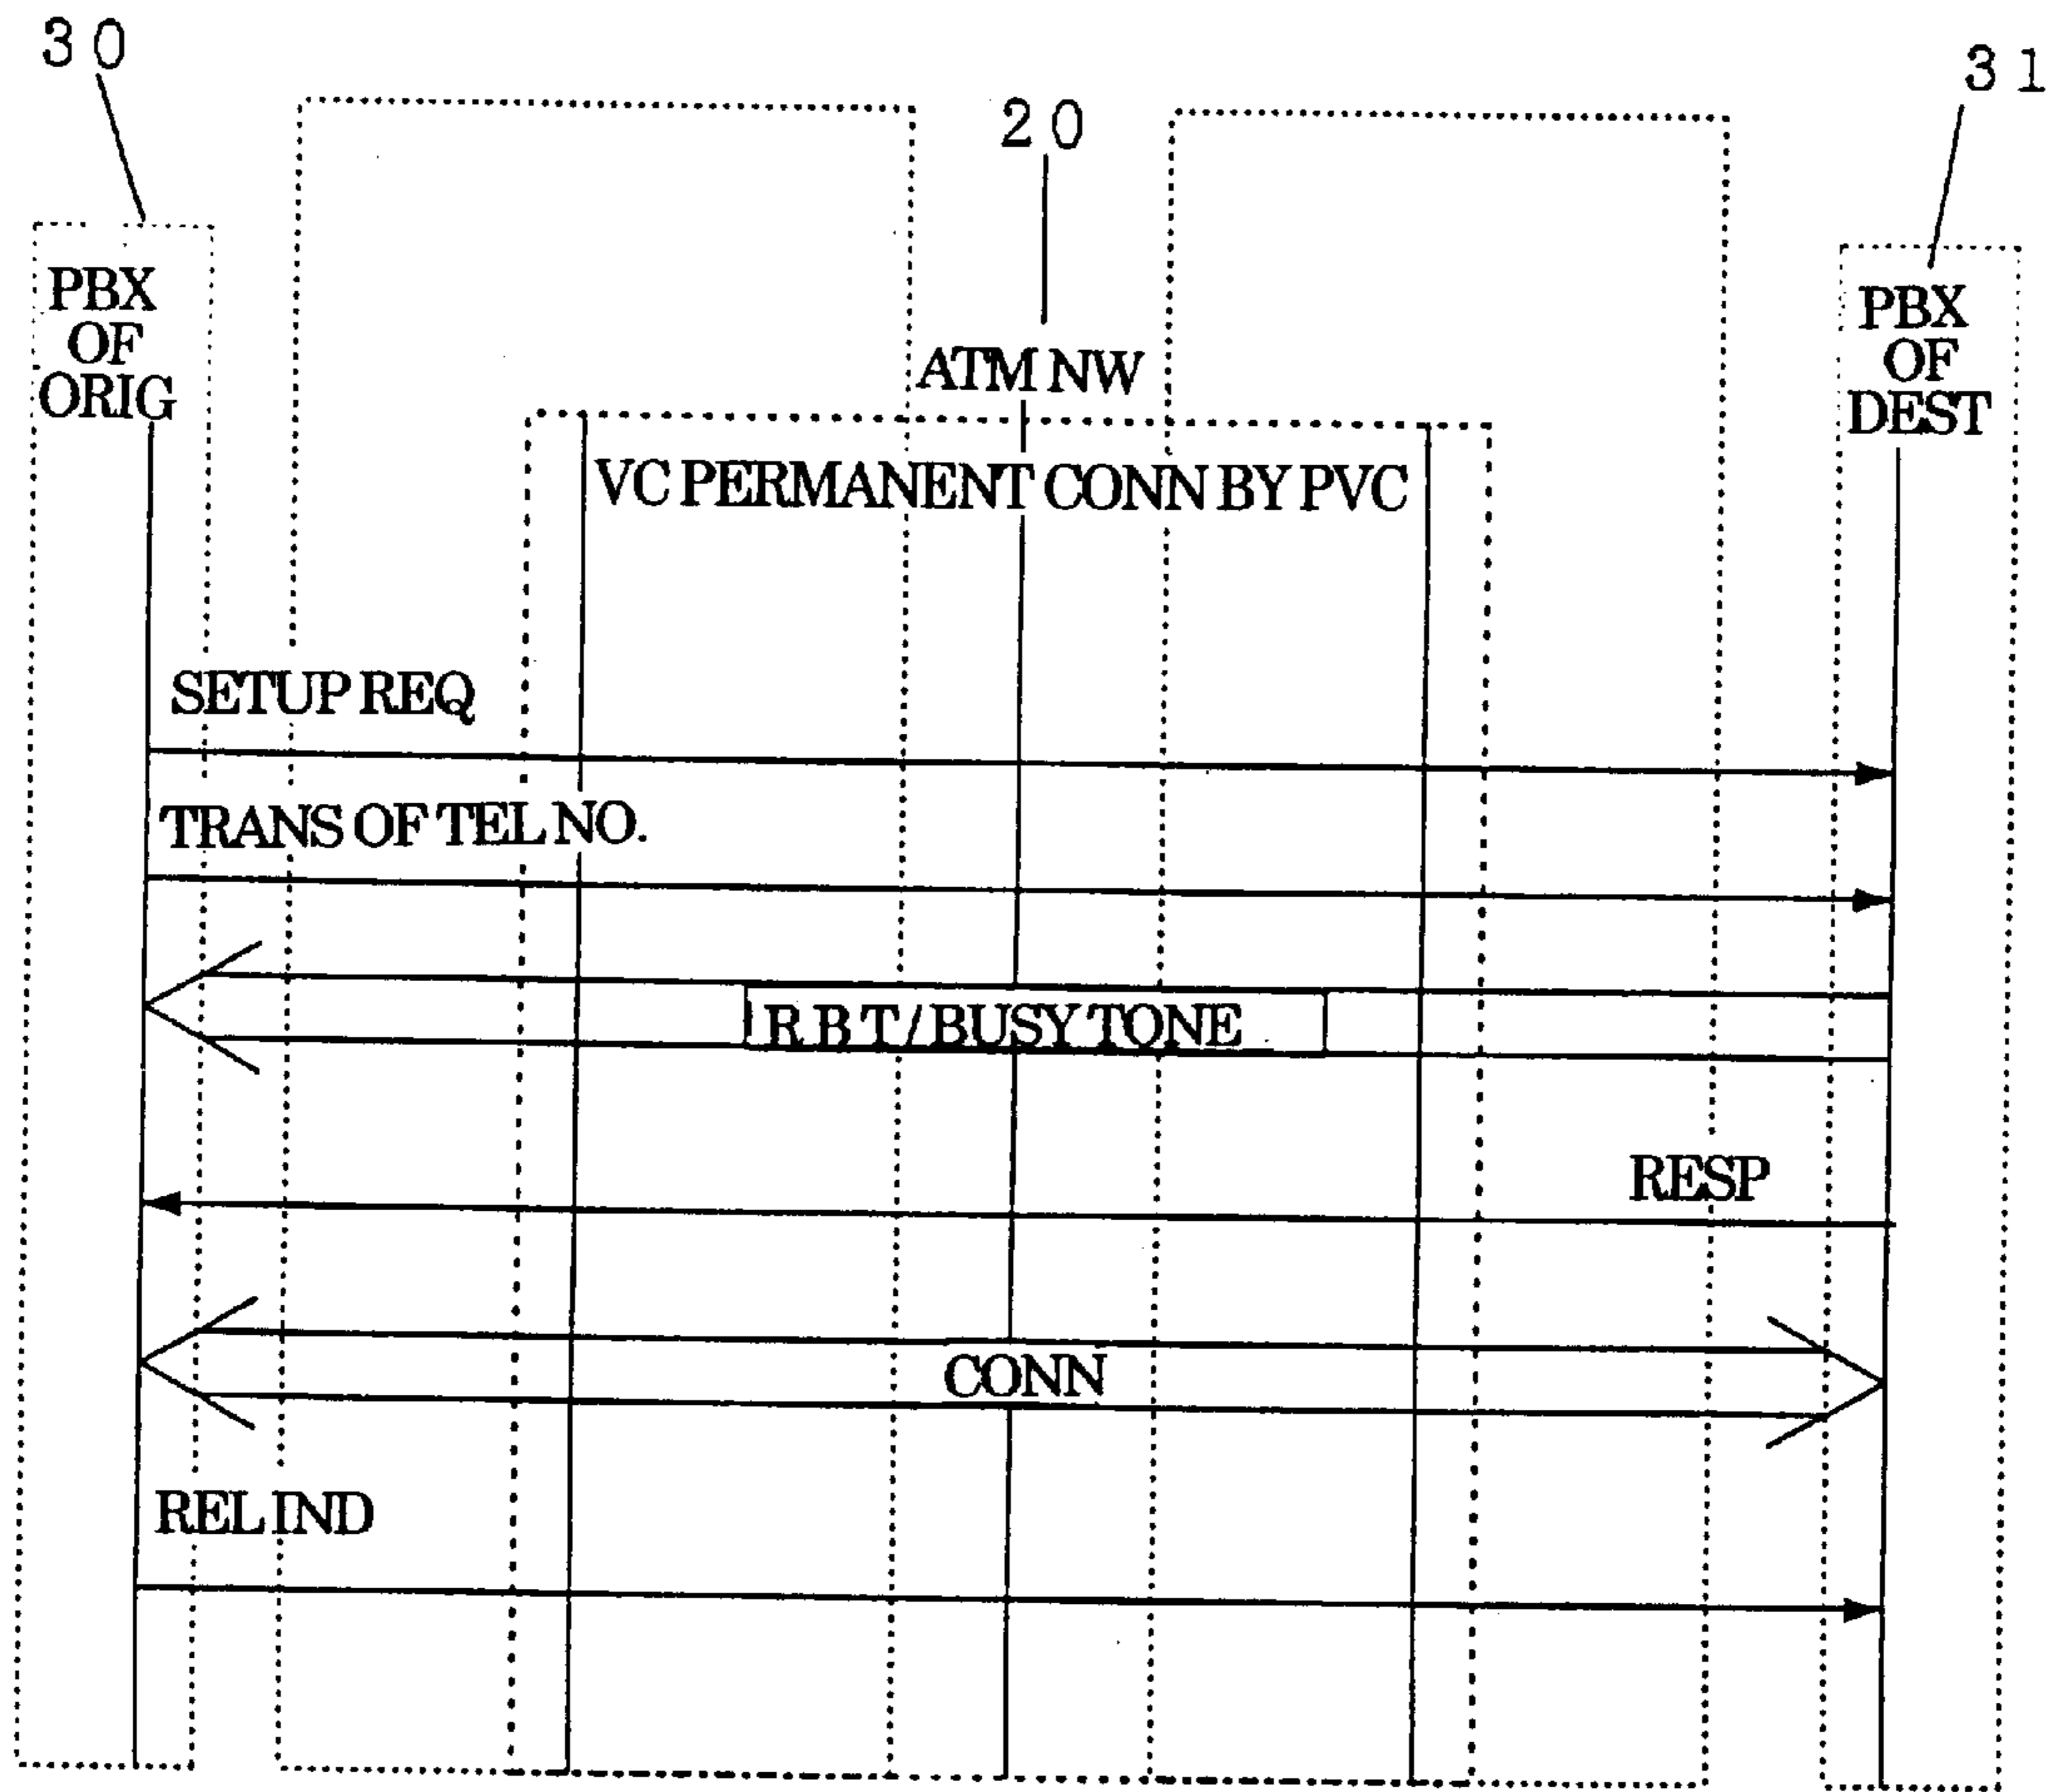 30
31
20
PBX
OF
ORIG
PBX
OF
DEST
ATM NW
VC PERMANENT CONN BY PVC
SETUP REQ
TRANS OF TEL NO.
R B T / BUSY TONE
RESP
CONN
REL IND